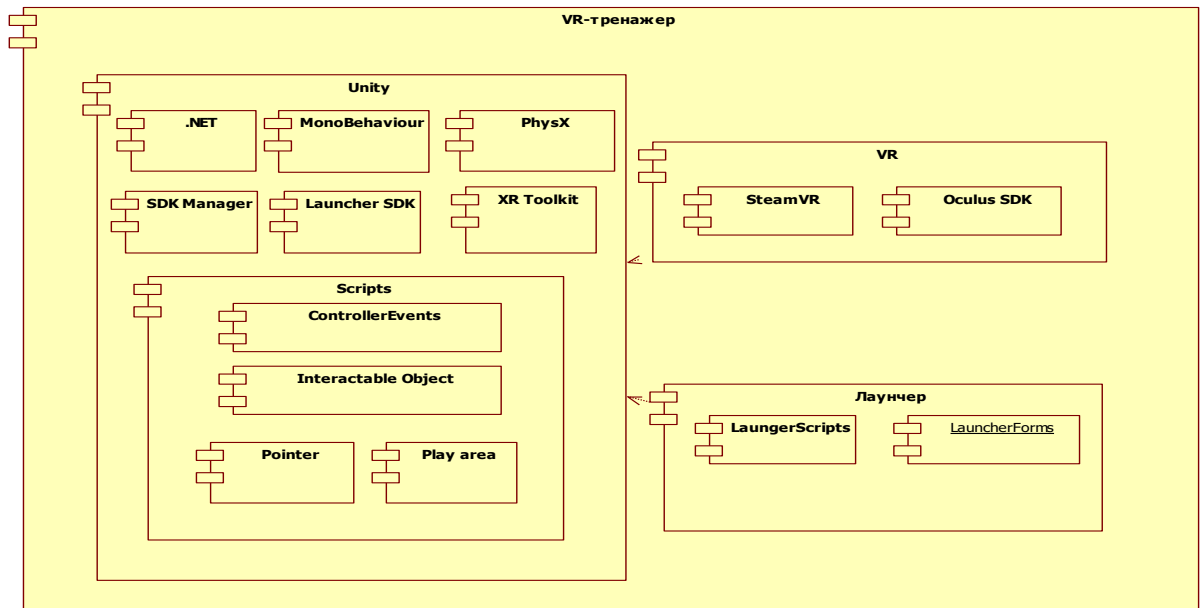 VR-тренажер
Unity
.NET
MonoBehaviour
PhysX
SDK Manager
Launcher SDK
XR Toolkit
Scripts
ControllerEvents
Interactable Object
Pointer
Play area
VR
SteamVR
Oculus SDK
Лаунчер
LaungerScripts
LauncherForms